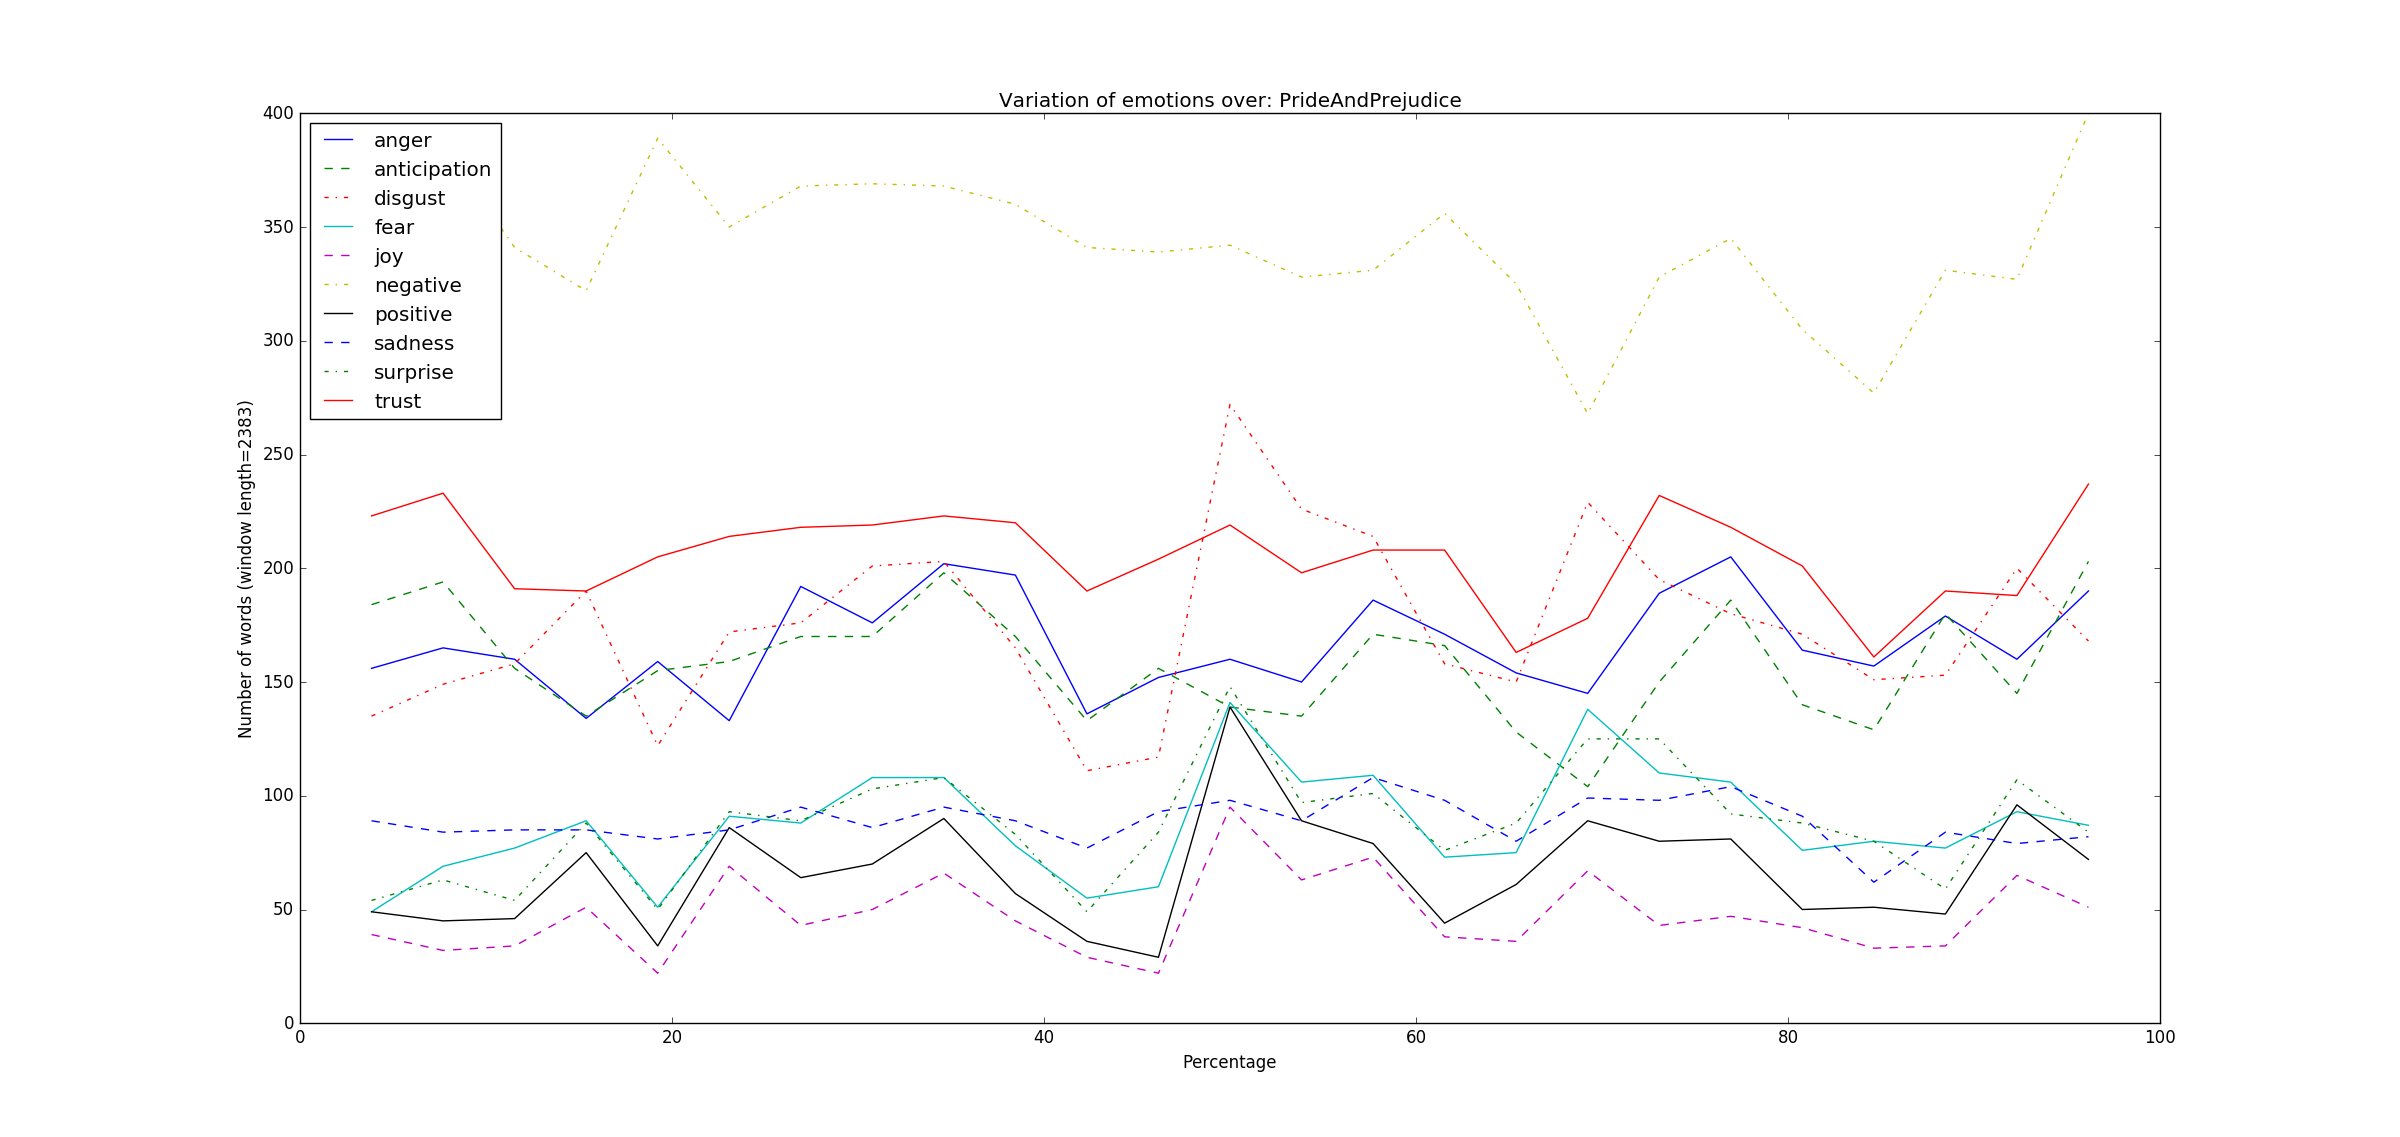 Variation of emotions over: PrideAndPrejudice
400
350
300
250
200
150
100
50
0
Number of words (window length=2383)
anger
anticipation
disgust
fear
joy
negative
positive
sadness
surprise
trust
0 20 40 60 80 100
Percentage